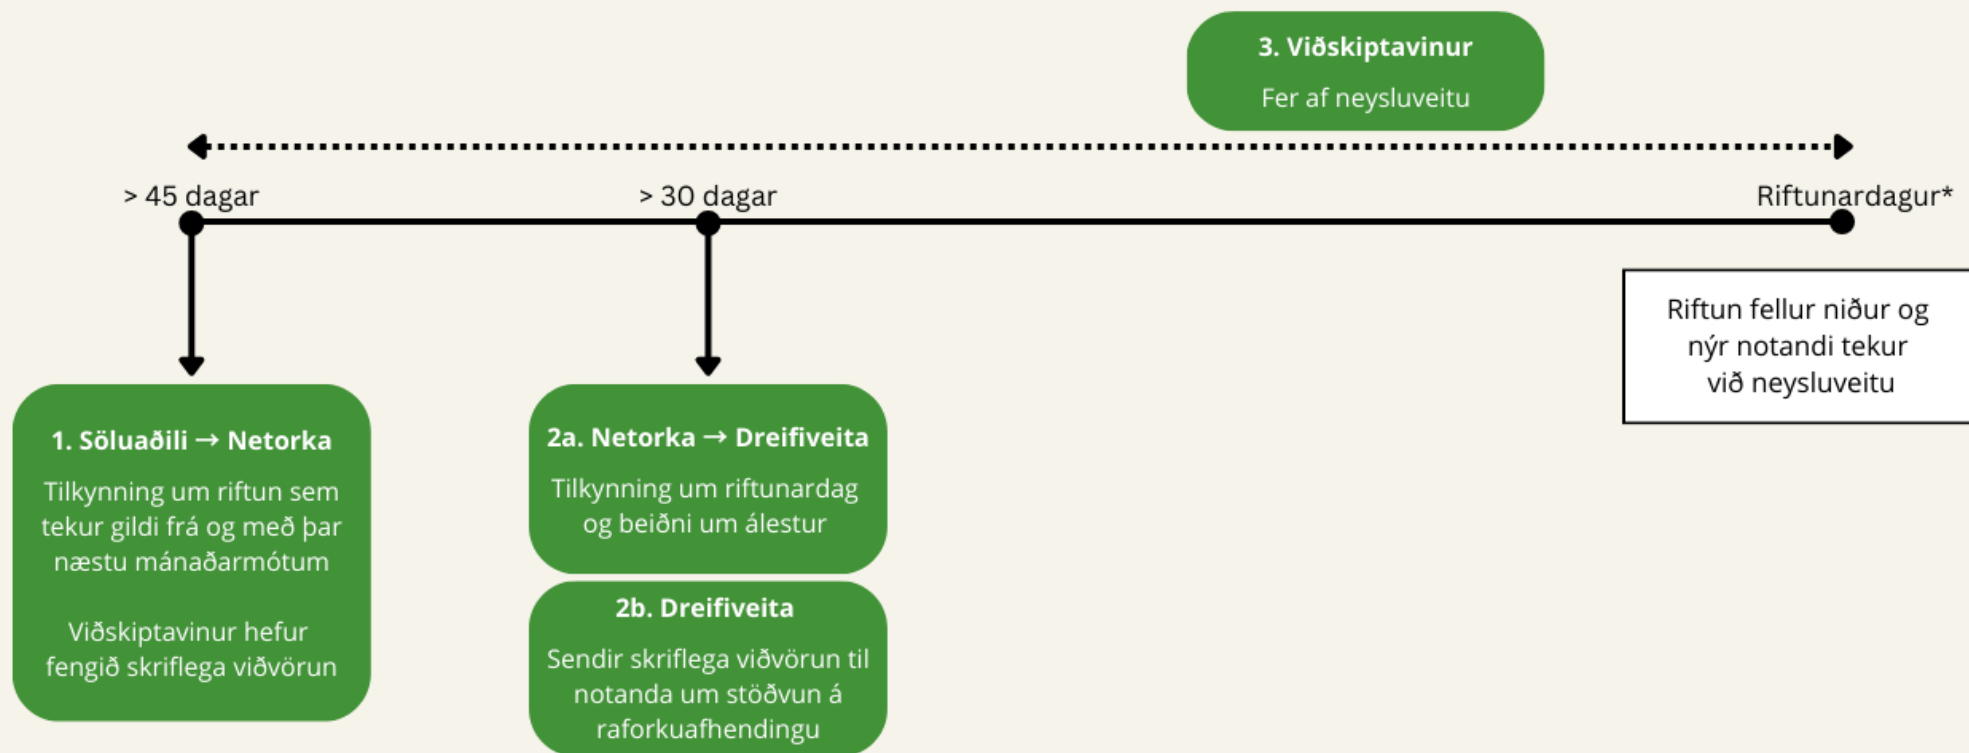 3. Viðskiptavinur
Fer af neysluveitu
> 45 dagar
> 30 dagar
Riftunardagur*
Riftun fellur niður og
nýr notandi tekur
við neysluveitu
1. Söluaðili → Netorka
Tilkynning um riftun sem
tekur gildi frá og með þar
næstu mánaðarmótum
Viðskiptavinur hefur
fengið skriflega viðvörun
2a. Netorka → Dreifiveita
Tilkynning um riftunardag
og beiðni um álestur
2b. Dreifiveita
Sendir skriflega viðvörun til
notanda um stöðvun á
raforkuafhendingu